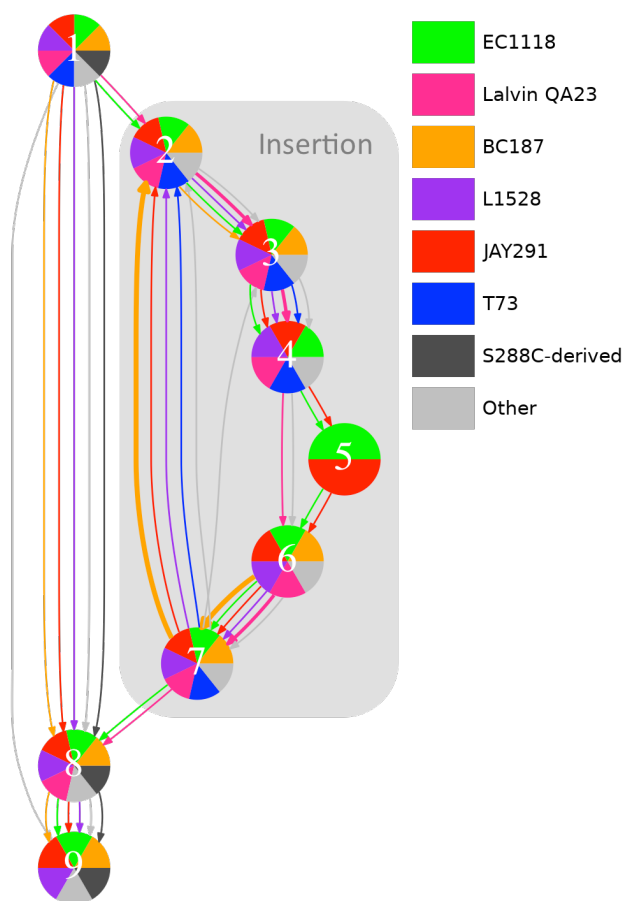 1
2
Insertion
3
4
5
6
7
8
9
EC1118
Lalvin QA23
BC187
L1528
JAY291
T73
S288C-derived
Other